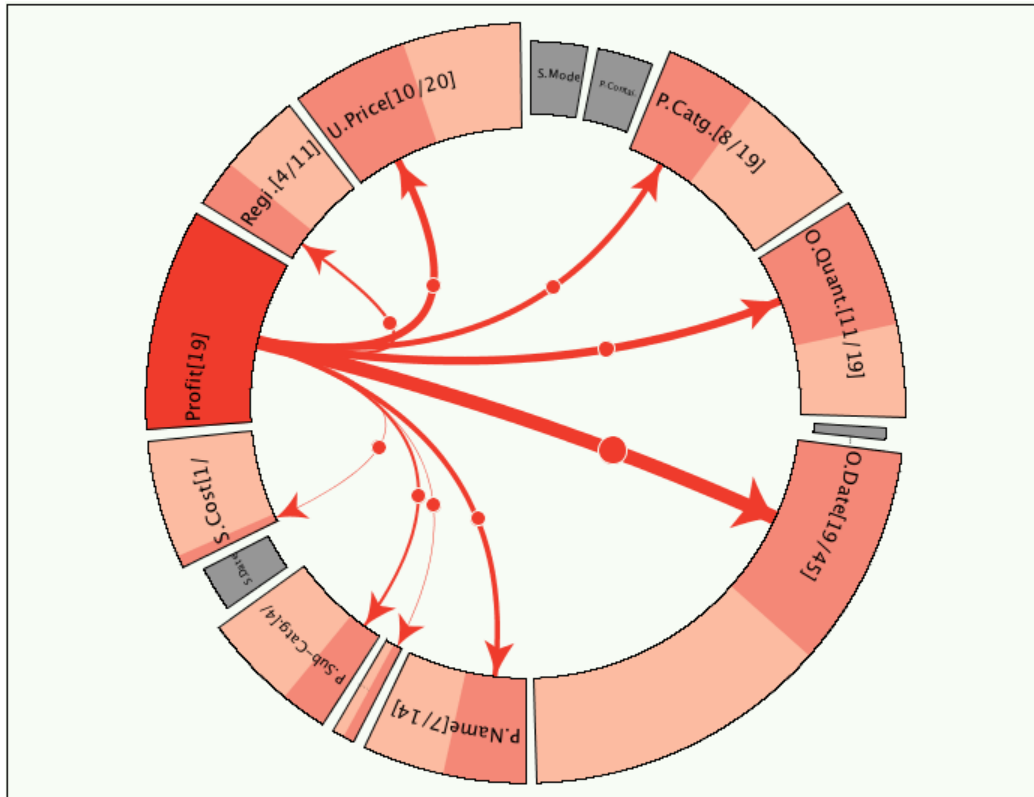 S.Mode
P.Contai.
P.Catg.[8/19]
O.Quant.[11/19]
O.Date[19/45]
P.Name[7/14]
P.Sub-Catg.[4/
S.Date
S.Cost[1/
Profit[19]
Regi.[4/11]
U.Price[10/20]